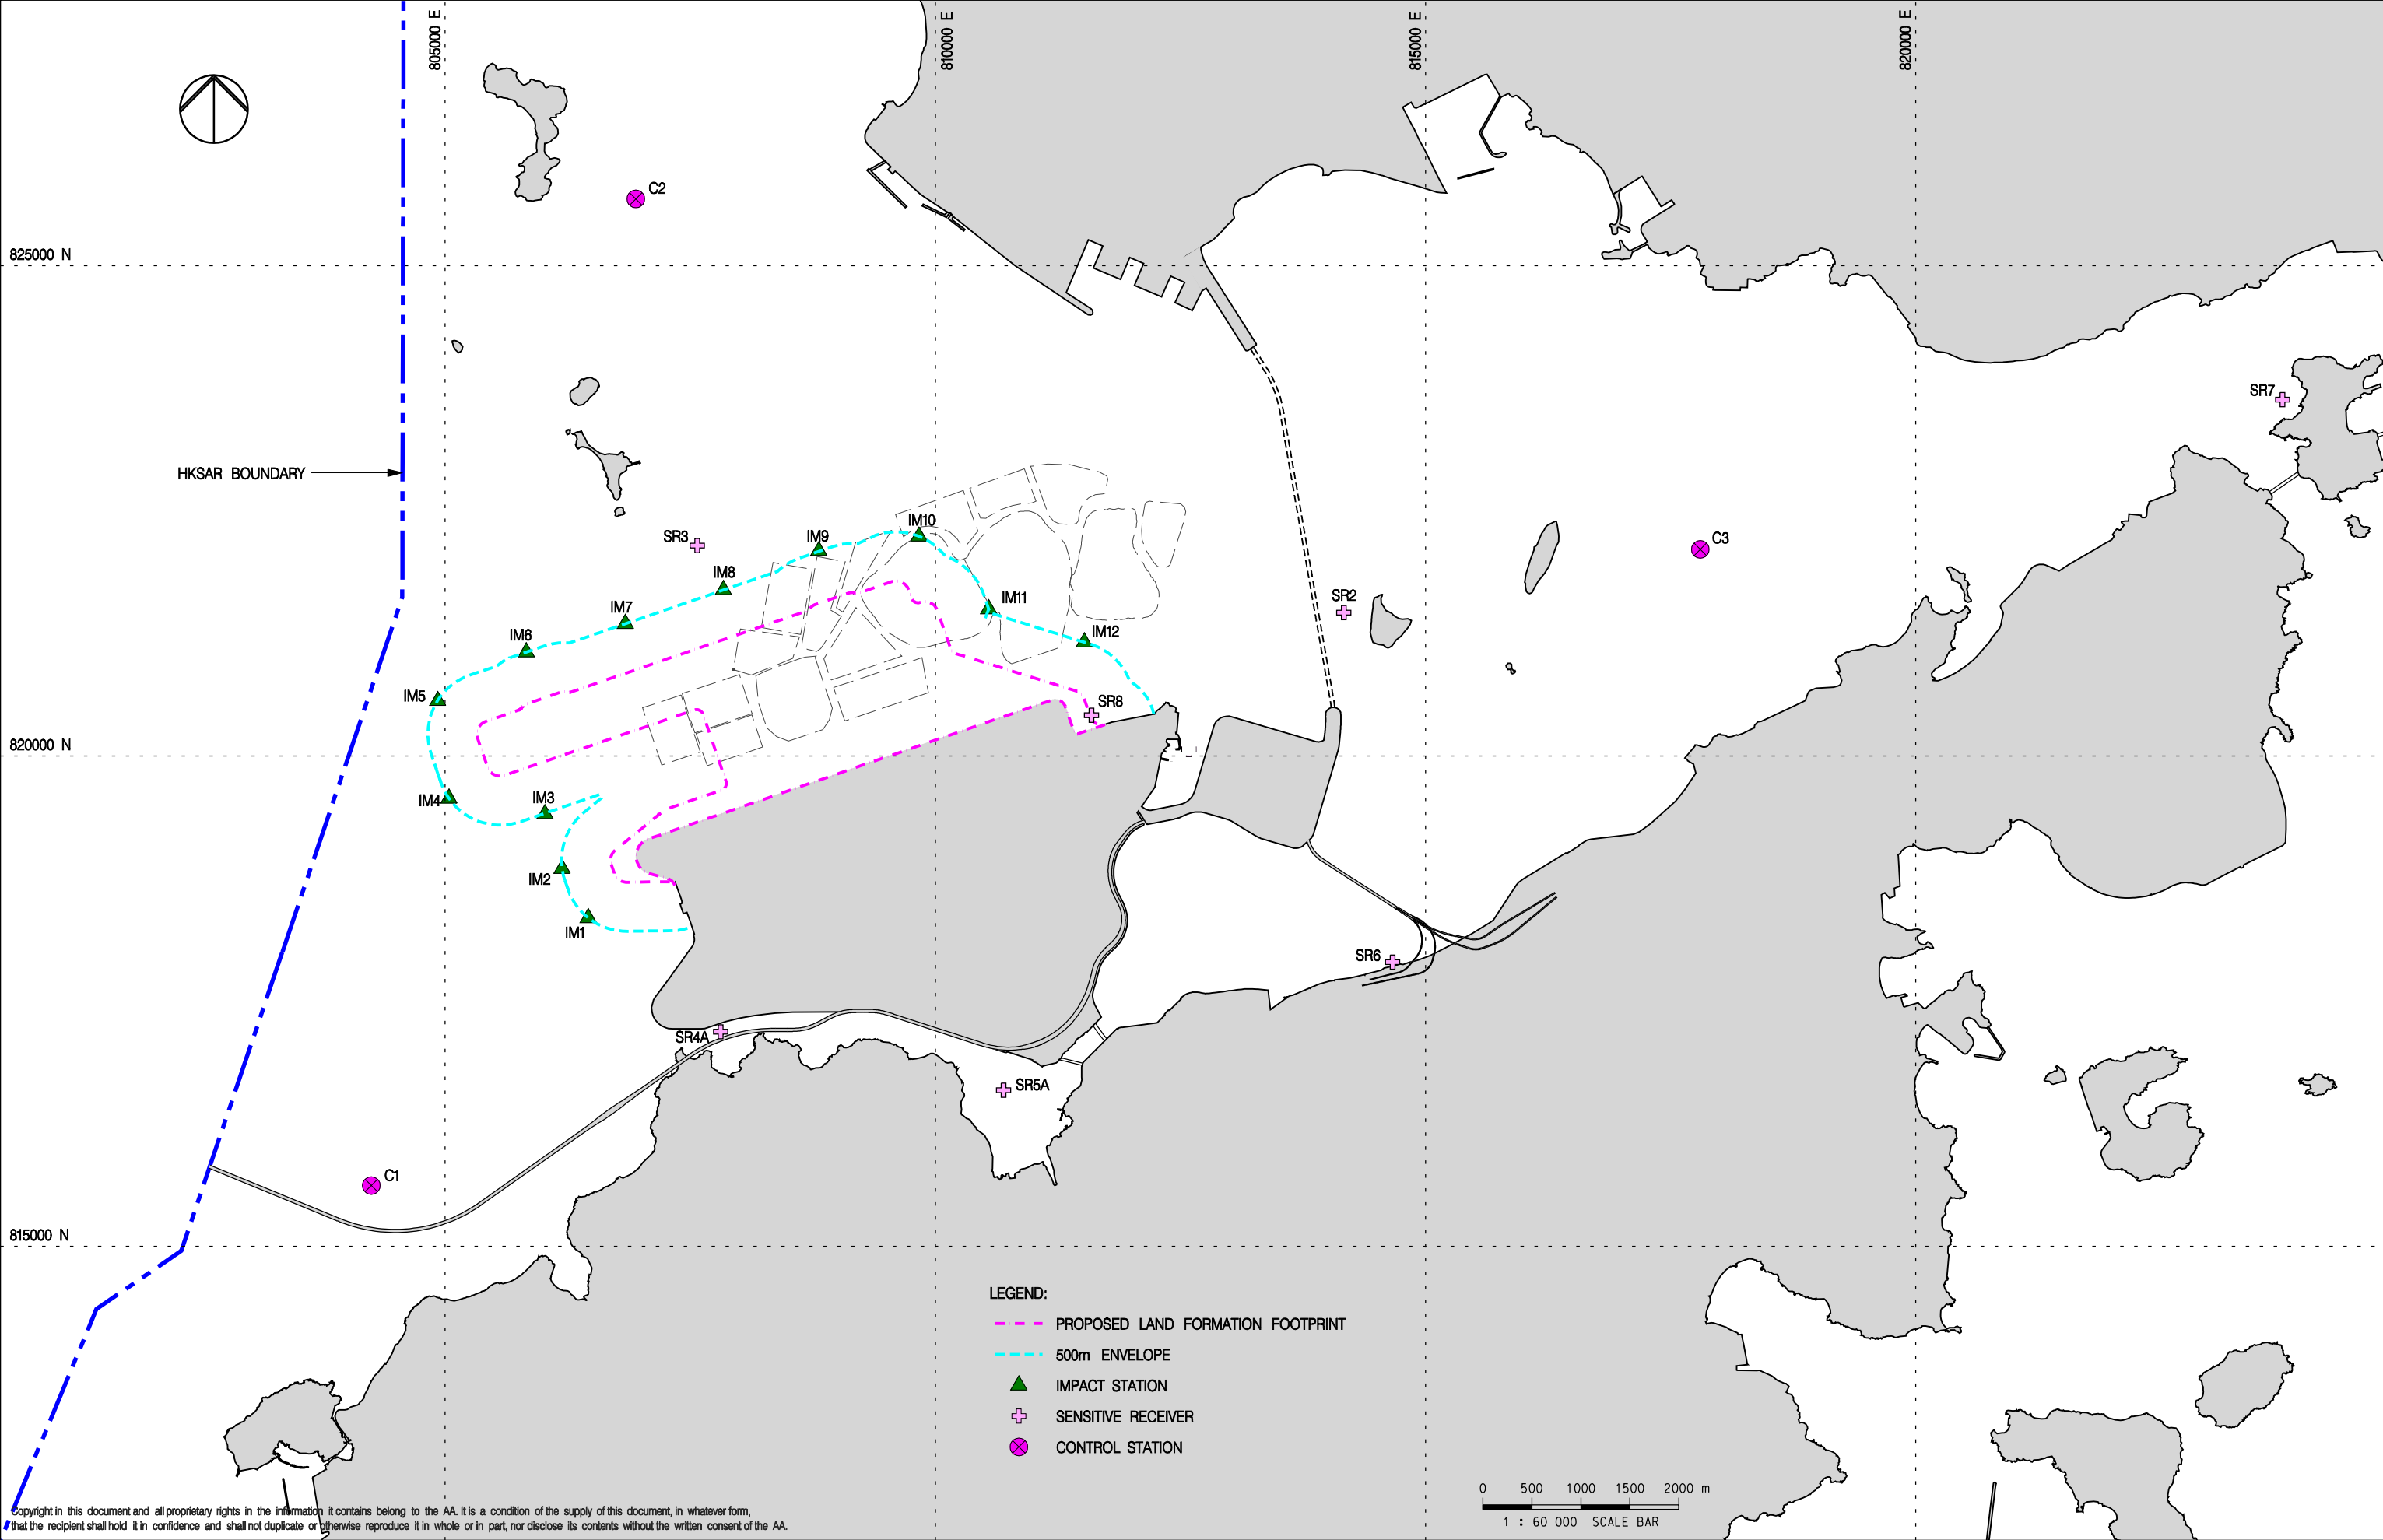 805000 E
810000 E
815000 E
820000 E
C2
825000 N
SR7
HKSAR BOUNDARY
SR3
IM10
IM9
C3
IM8
IM7
IM11
SR2
IM6
IM12
IM5
SR8
820000 N
IM4
IM3
IM2
IM1
SR6
SR4A
SR5A
C1
815000 N
LEGEND:
PROPOSED LAND FORMATION FOOTPRINT
500m ENVELOPE
IMPACT STATION
SENSITIVE RECEIVER
CONTROL STATION
0 500 1000 1500 2000 m
1 : 60 000 SCALE BAR
Copyright in this document and all proprietary rights in the information it contains belong to the AA. It is a condition of the supply of this document, in whatever form,
that the recipient shall hold it in confidence and shall not duplicate or otherwise reproduce it in whole or in part, nor disclose its contents without the written consent of the AA.